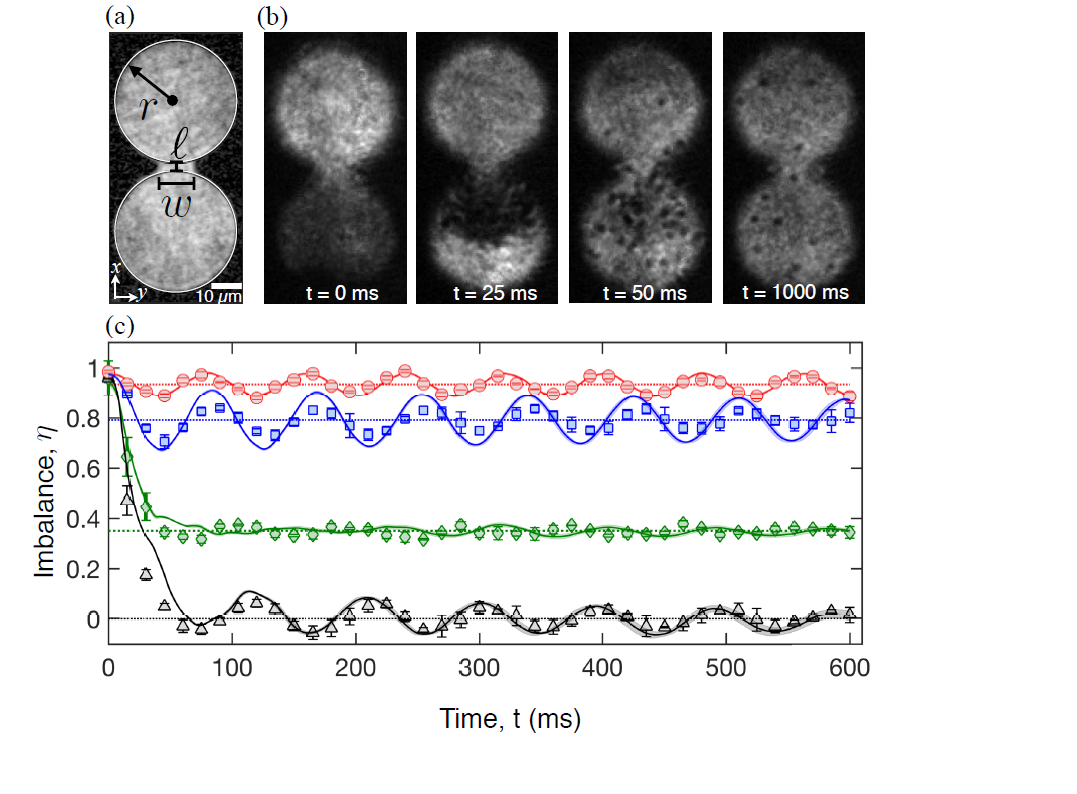 (a)
(b)
r
ℓ
w
x
y
10 μm
t = 0 ms
t = 25 ms
t = 50 ms
t = 1000 ms
(c)
Imbalance, η
1
0.8
0.6
0.4
0.2
0
0 100 200 300 400 500 600
Time, t (ms)